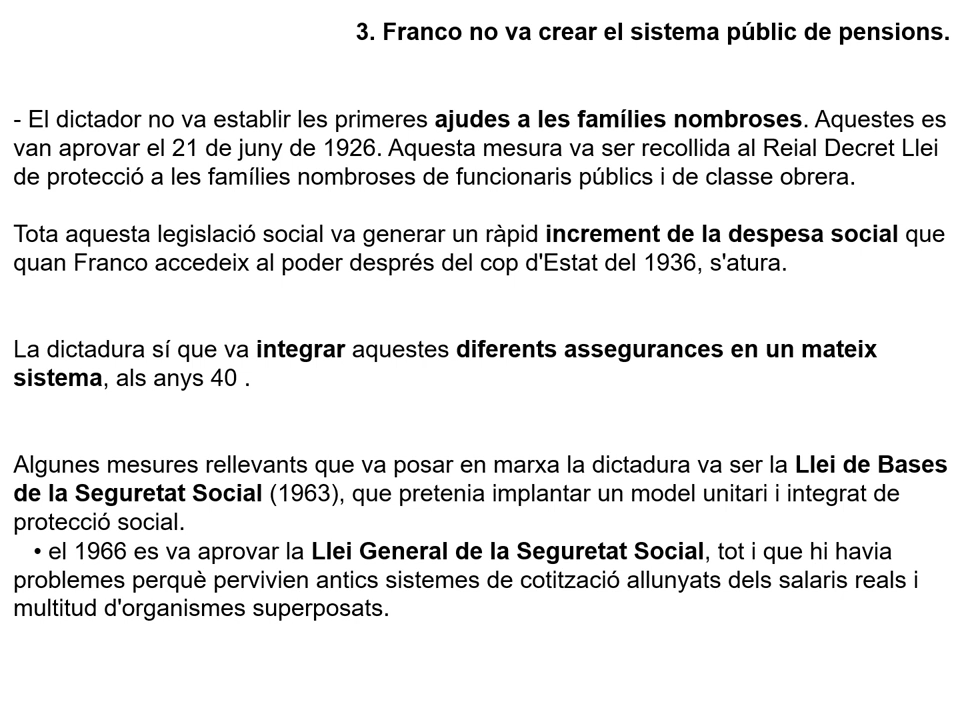 3. Franco no va crear el sistema públic de pensions.
- El dictador no va establir les primeres ajudes a les famílies nombroses. Aquestes es
van aprovar el 21 de juny de 1926. Aquesta mesura va ser recollida al Reial Decret Llei
de protecció a les famílies nombroses de funcionaris públics i de classe obrera.
Tota aquesta legislació social va generar un ràpid increment de la despesa social que
quan Franco accedeix al poder després del cop d'Estat del 1936, s'atura.
La dictadura sí que va integrar aquestes diferents assegurances en un mateix
sistema, als anys 40 .
Algunes mesures rellevants que va posar en marxa la dictadura va ser la Llei de Bases
de la Seguretat Social (1963), que pretenia implantar un model unitari i integrat de
protecció social.
• el 1966 es va aprovar la Llei General de la Seguretat Social, tot i que hi havia
problemes perquè pervivien antics sistemes de cotització allunyats dels salaris reals i
multitud d'organismes superposats.